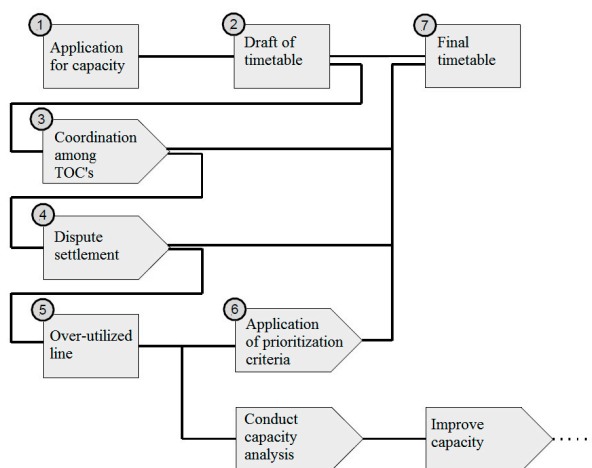 1
Application
for capacity
2
Draft of
timetable
7
Final
timetable
3
Coordination
among
TOC's
4
Dispute
settlement
5
Over-utilized
line
6
Application
of prioritization
criteria
Conduct
capacity
analysis
Improve
capacity